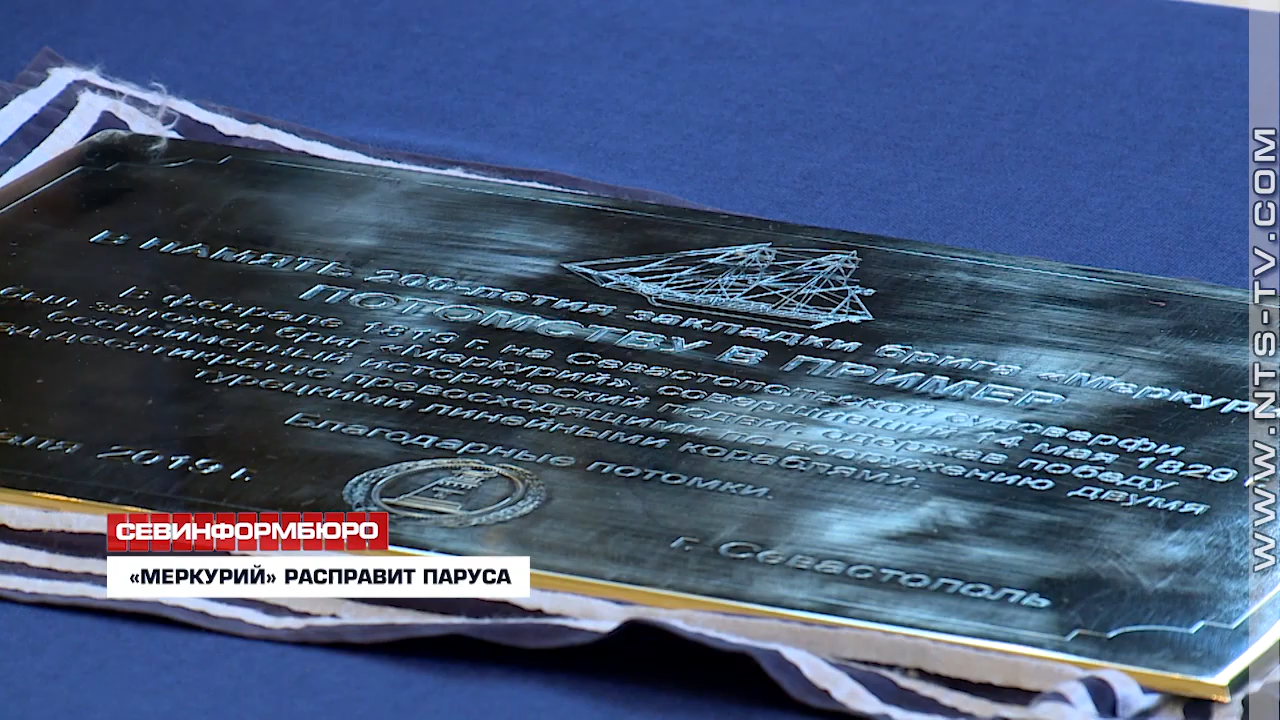 В ПАМЯТЬ 200-летия закладки брига «Меркур
ПОТОМСТВУ В ПРИМЕР
В феврале 1819 г. на Севастопольской судоверфи
был заложен бриг «Меркурий», совершивший 14 мая 1829 г.
беспримерный исторический подвиг, одержав победу
над десятикратно превосходящими по вооружению двумя
турецкими линейными кораблями.
Благодарные потомки.
2019 г.
г. Севастополь
СЕВИНФОРМБЮРО
«МЕРКУРИЙ» РАСПРАВИТ ПАРУСА
WWW.NTS-TV.COM